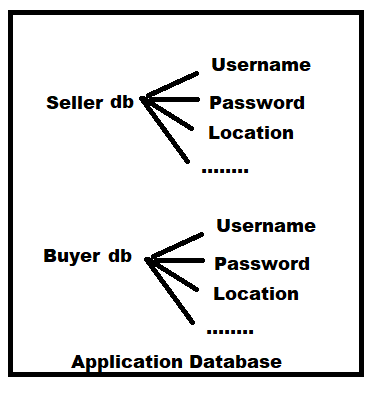 Username
Seller db
Password
Location
........
Username
Buyer db
Password
Location
........
Application Database